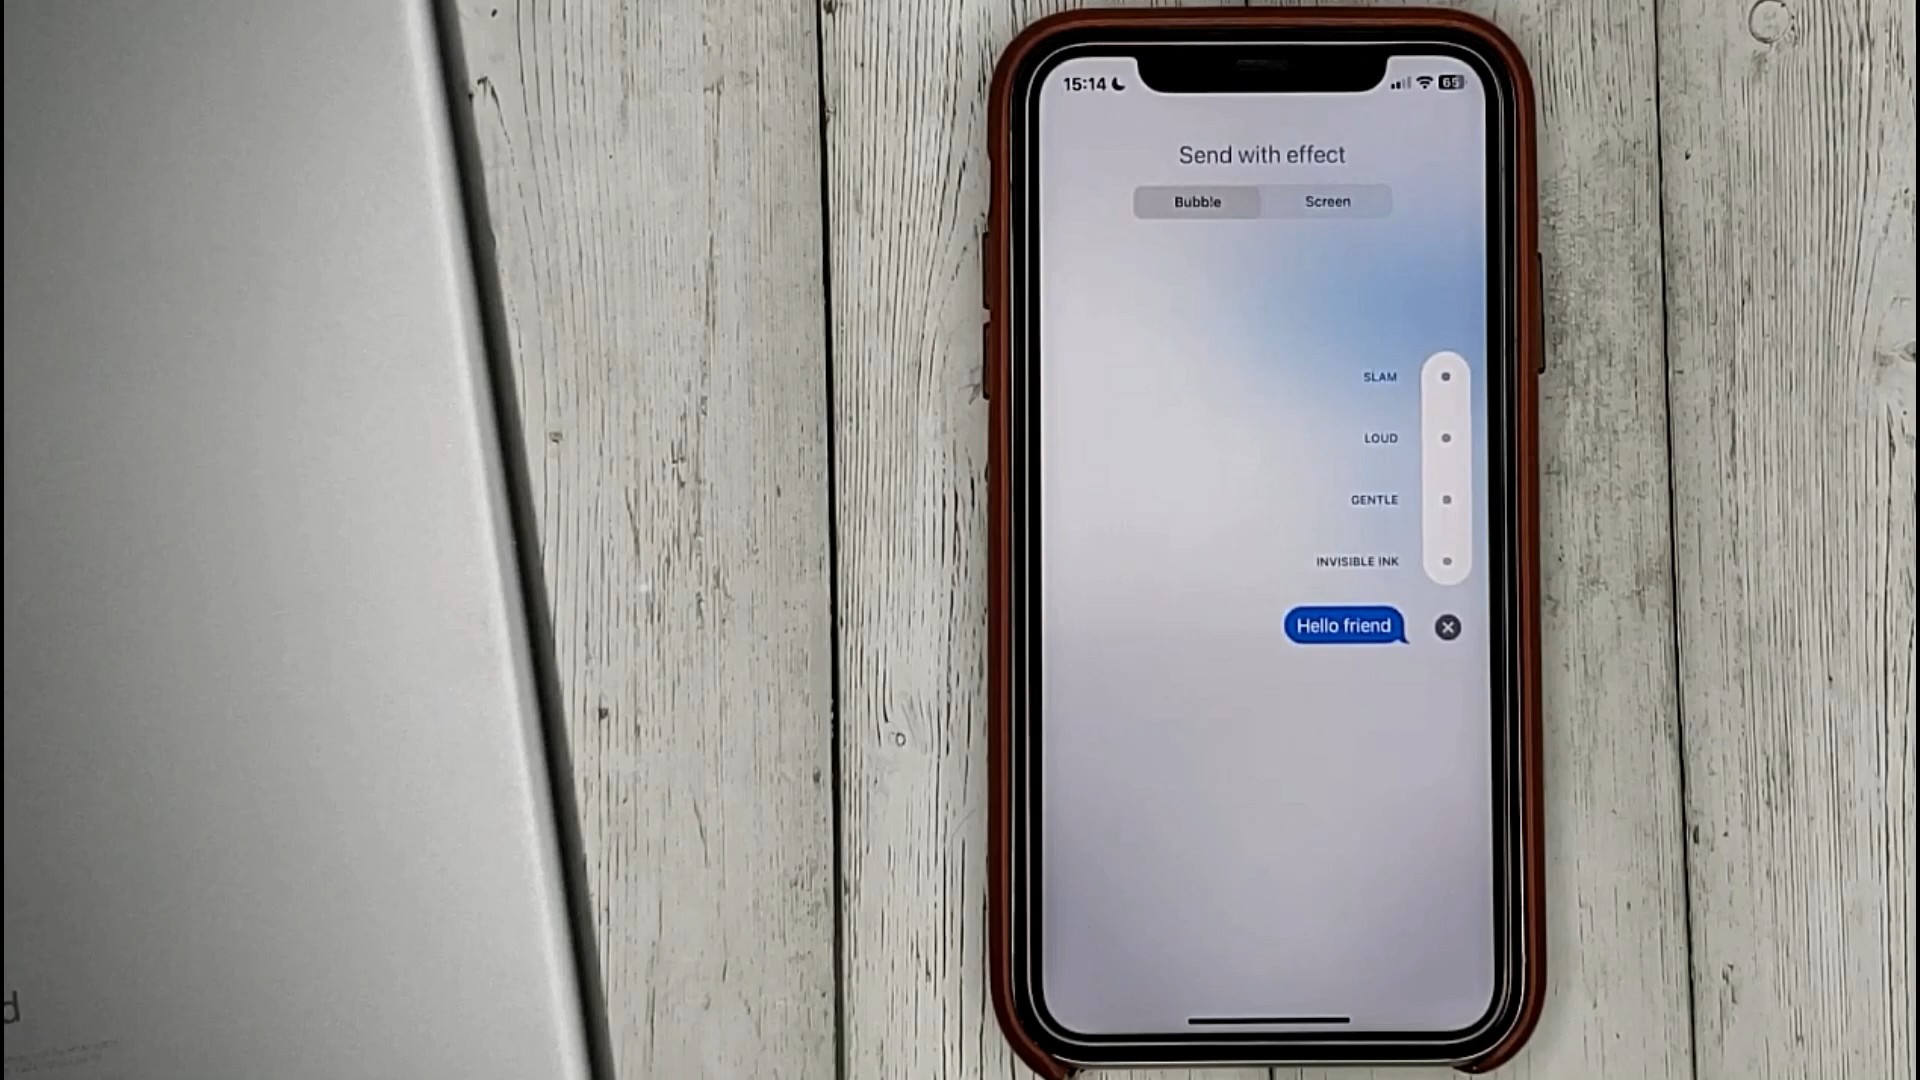 15:14
65
Send with effect
Bubble Screen
SLAM
LOUD
GENTLE
INVISIBLE INK
Hello friend
d